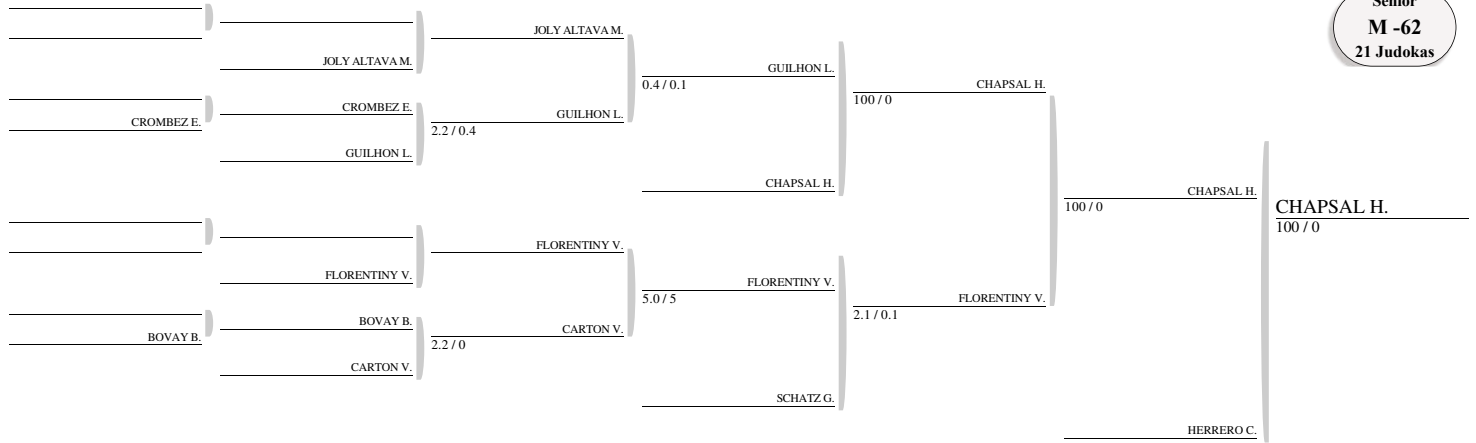 Senior
M -62
21 Judokas
JOLY ALTAVA M.
CROMBEZ E.
CROMBEZ E.
GUILHON L.
JOLY ALTAVA M.
2.2 / 0.4
GUILHON L.
0.4 / 0.1
GUILHON L.
CHAPSAL H.
100 / 0
CHAPSAL H.
FLORENTINY V.
BOVAY B.
BOVAY B.
CARTON V.
FLORENTINY V.
2.2 / 0
CARTON V.
5.0 / 5
FLORENTINY V.
SCHATZ G.
2.1 / 0.1
FLORENTINY V.
100 / 0
CHAPSAL H.
HERRERO C.
CHAPSAL H.
100 / 0